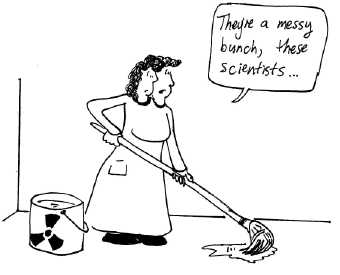 They're a messy
bunch, these
scientists...